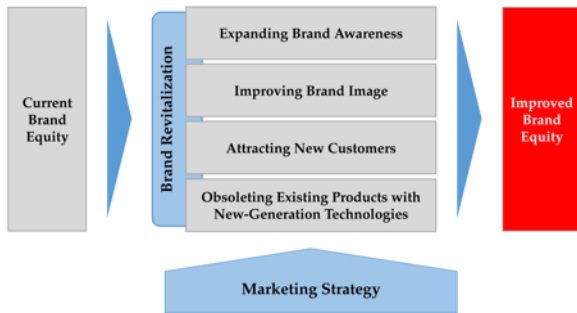 Current
Brand
Equity
Brand Revitalization
Expanding Brand Awareness
Improving Brand Image
Attracting New Customers
Obsoleting Existing Products with
New-Generation Technologies
Improved
Brand
Equity
Marketing Strategy